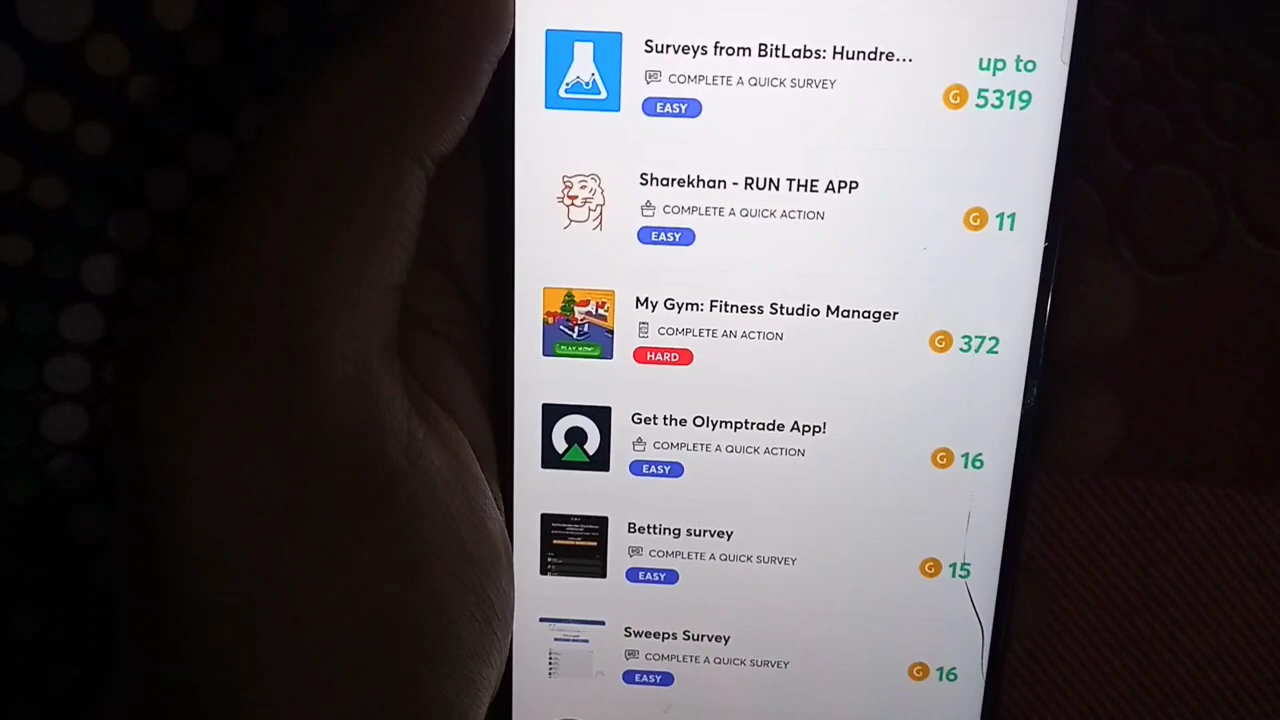 Surveys from BitLabs: Hundre...
COMPLETE A QUICK SURVEY
EASY
up to
G 5319
Sharekhan - RUN THE APP
COMPLETE A QUICK ACTION
EASY
G 11
PLAY NOW!
My Gym: Fitness Studio Manager
COMPLETE AN ACTION
HARD
G 372
Get the Olymptrade App!
COMPLETE A QUICK ACTION
EASY
G 16
Betting survey
COMPLETE A QUICK SURVEY
EASY
G 15
Sweeps Survey
COMPLETE A QUICK SURVEY
EASY
G 16